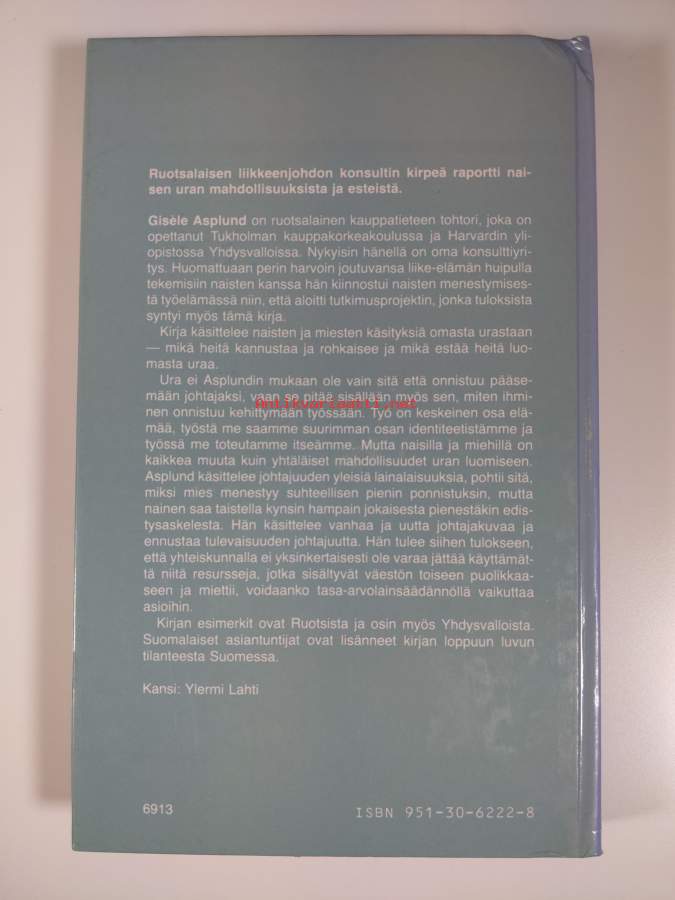 Ruotsalaisen liikkeenjohdon konsultin kirpeä raportti nai-
sen uran mahdollisuuksista ja esteistä.
Gisèle Asplund on ruotsalainen kauppatieteen tohtori, joka on
opettanut Tukholman kauppakorkeakoulussa ja Harvardin yli-
opistossa Yhdysvalloissa. Nykyisin hänellä on oma konsulttiyri-
tys. Huomattuaan perin harvoin joutuvansa liike-elämän huipulla
tekemisiin naisten kanssa hän kiinnostui naisten menestymises-
tä työelämässä niin, että aloitti tutkimusprojektin, jonka tuloksista
syntyi myös tämä kirja.
Kirja käsittelee naisten ja miesten käsityksiä omasta urastaan
— mikä heitä kannustaa ja rohkaisee ja mikä estää heitä luo-
masta uraa.
Ura ei Asplundin mukaan ole vain sitä että onnistuu pääse-
mään johtajaksi, vaan se pitää sisällään myös sen, miten ihmi-
nen onnistuu kehittymään työssään. Työ on keskeinen osa elä-
antikvariaatti.net
mää, työstä me saamme suurimman osan identiteetistämme ja
työssä me toteutamme itseämme. Mutta naisilla ja miehillä on
kaikkea muuta kuin yhtäläiset mahdollisuudet uran luomiseen.
Asplund käsittelee johtajuuden yleisiä lainalaisuuksia, pohtii sitä,
miksi mies menestyy suhteellisen pienin ponnistuksin, mutta
nainen saa taistella kynsin hampain jokaisesta pienestäkin edis-
tysaskelesta. Hän käsittelee vanhaa ja uutta johtajakuvaa ja
ennustaa tulevaisuuden johtajuutta. Hän tulee siihen tulokseen,
että yhteiskunnalla ei yksinkertaisesti ole varaa jättää käyttämät-
tä niitä resursseja, jotka sisältyvät väestön toiseen puolikkaa-
seen ja miettii, voidaanko tasa-arvolainsäädännöllä vaikuttaa
asioihin.
Kirjan esimerkit ovat Ruotsista ja osin myös Yhdysvalloista.
Suomalaiset asiantuntijat ovat lisänneet kirjan loppuun luvun
tilanteesta Suomessa.
Kansi: Ylermi Lahti
6913
ISBN 951-30-6222-8